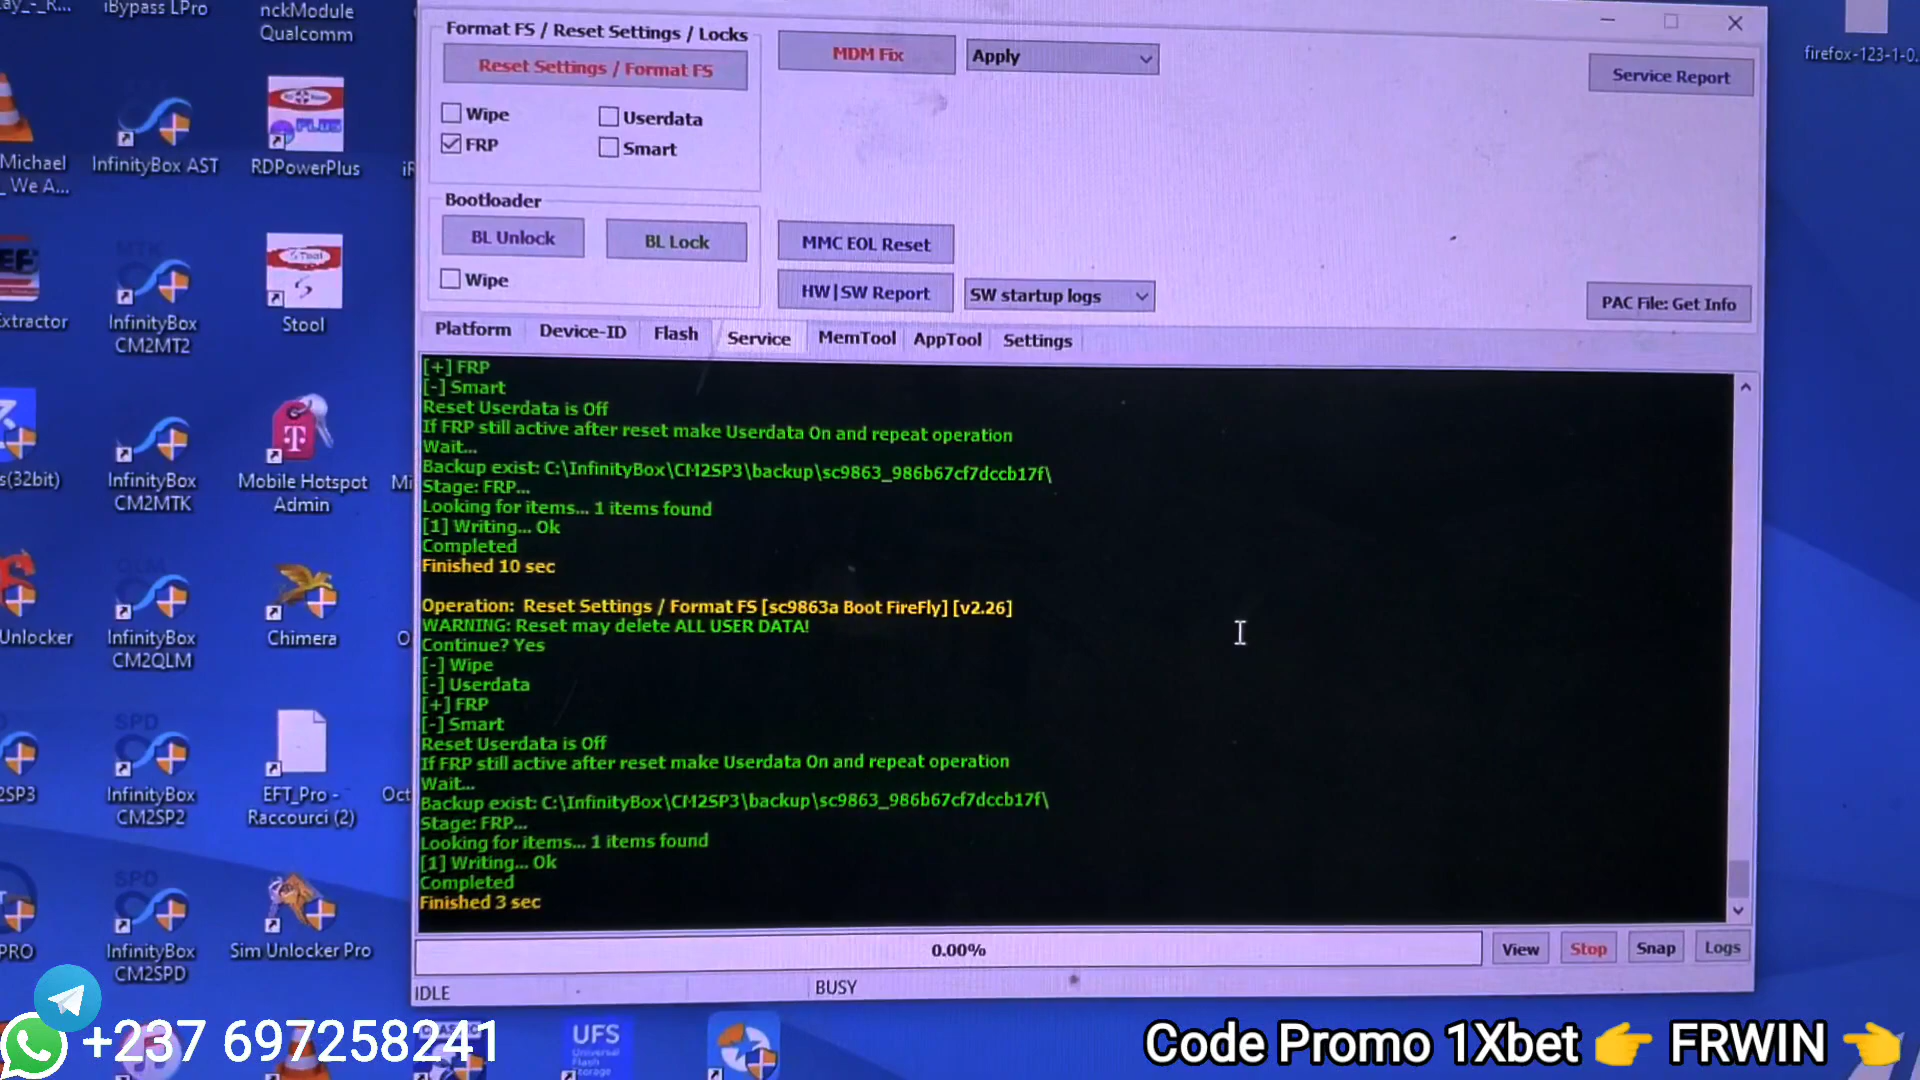 iBypass LPro
nckModule
Qualcomm
Michael
_ We A...
InfinityBox AST
RDPowerPlus
PLUS
Extractor
InfinityBox
CM2MT2
Stool
s(32bit)
InfinityBox
CM2MTK
Mobile Hotspot
Admin
Unlocker
InfinityBox
CM2QLM
Chimera
2SP3
InfinityBox
CM2SP2
EFT_Pro -
Raccourci (2)
PRO
InfinityBox
CM2SPD
Sim Unlocker Pro
MTK
SPD
SPD
firefox-123-1-0.
Format FS / Reset Settings / Locks
Reset Settings / Format FS
MDM Fix
Apply
Service Report
Wipe
Userdata
FRP
Smart
Bootloader
BL Unlock
BL Lock
MMC EOL Reset
Wipe
HW|SW Report
SW startup logs
PAC File: Get Info
Platform
Device-ID
Flash
Service
MemTool
AppTool
Settings
[+] FRP
[-] Smart
Reset Userdata is Off
If FRP still active after reset make Userdata On and repeat operation
Wait...
Backup exist: C:\InfinityBox\CM2SP3\backup\sc9863_986b67cf7dccb17f\
Stage: FRP...
Looking for items... 1 items found
[1] Writing... Ok
Completed
Finished 10 sec
Operation: Reset Settings / Format FS [sc9863a Boot FireFly] [v2.26]
WARNING: Reset may delete ALL USER DATA!
Continue? Yes
[-] Wipe
[-] Userdata
[+] FRP
[-] Smart
Reset Userdata is Off
If FRP still active after reset make Userdata On and repeat operation
Wait...
Backup exist: C:\InfinityBox\CM2SP3\backup\sc9863_986b67cf7dccb17f\
Stage: FRP...
Looking for items... 1 items found
[1] Writing... Ok
Completed
Finished 3 sec
0.00%
View
Stop
Snap
Logs
IDLE
BUSY
+237 697258241
UFS
Universal
Flash
Storage
Code Promo 1Xbet 👉 FRWIN 👈